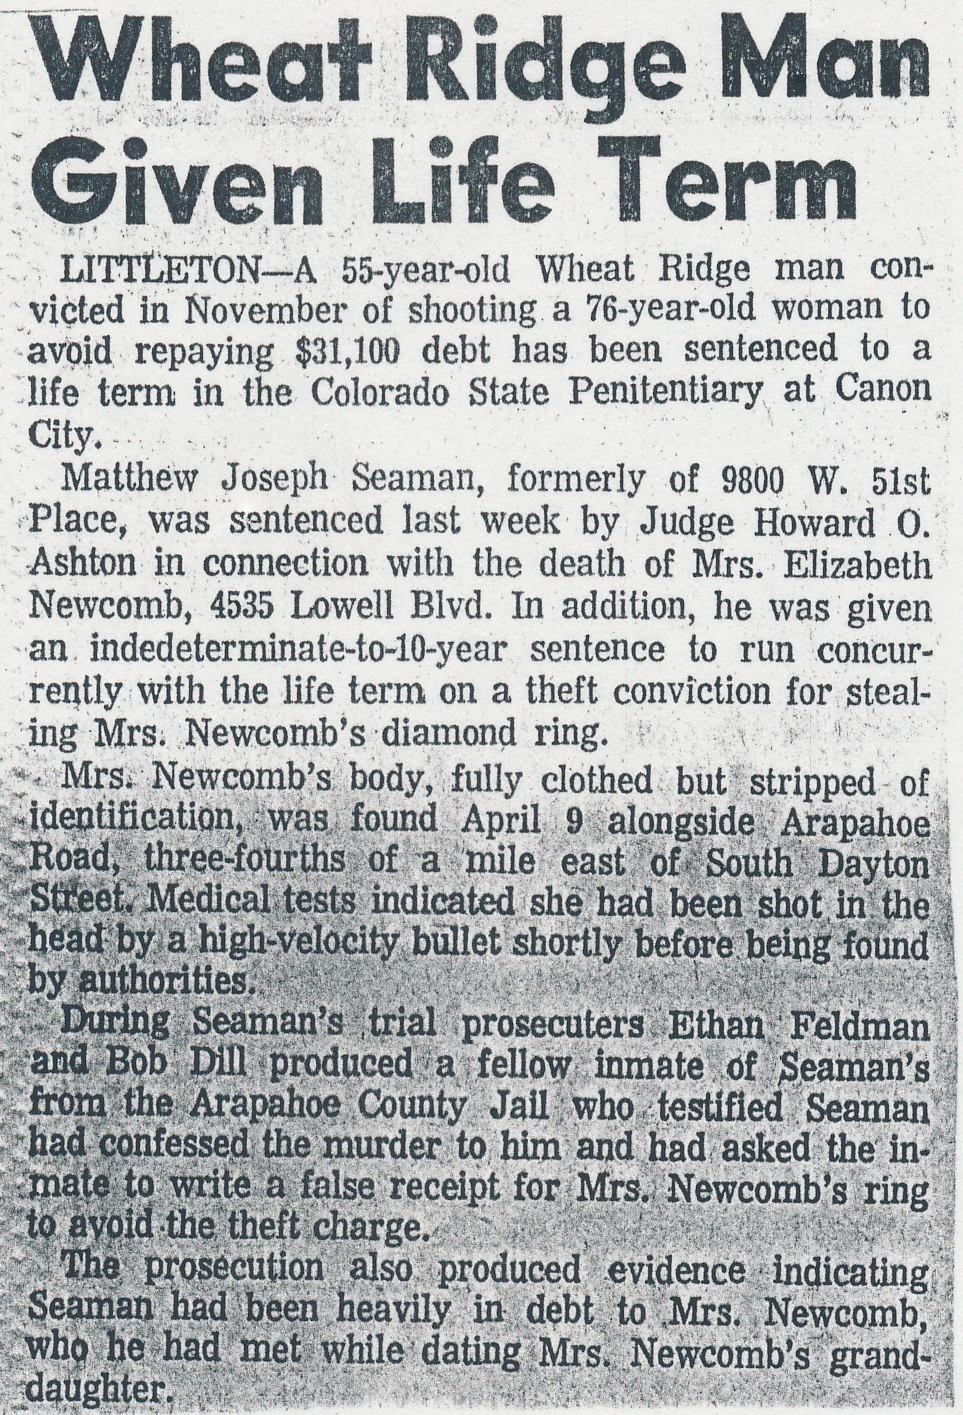 Wheat Ridge Man
Given Life Term
LITTLETON—A 55-year-old Wheat Ridge man con-
victed in November of shooting a 76-year-old woman to
avoid repaying $31,100 debt has been sentenced to a
life term in the Colorado State Penitentiary at Canon
City.
Matthew Joseph Seaman, formerly of 9800 W. 51st
Place, was sentenced last week by Judge Howard O.
Ashton in connection with the death of Mrs. Elizabeth
Newcomb, 4535 Lowell Blvd. In addition, he was given
an indedeterminate-to-10-year sentence to run concur-
rently with the life term on a theft conviction for steal-
ing Mrs. Newcomb's diamond ring.
Mrs. Newcomb's body, fully clothed but stripped of
identification, was found April 9 alongside Arapahoe
Road, three-fourths of a mile east of South Dayton
Street. Medical tests indicated she had been shot in the
head by a high-velocity bullet shortly before being found
by authorities.
During Seaman's trial prosecuters Ethan Feldman
and Bob Dill produced a fellow inmate of Seaman's
from the Arapahoe County Jail who testified Seaman
had confessed the murder to him and had asked the in-
mate to write a false receipt for Mrs. Newcomb's ring
to avoid the theft charge.
The prosecution also produced evidence indicating
Seaman had been heavily in debt to Mrs. Newcomb,
who he had met while dating Mrs. Newcomb's grand-
daughter.